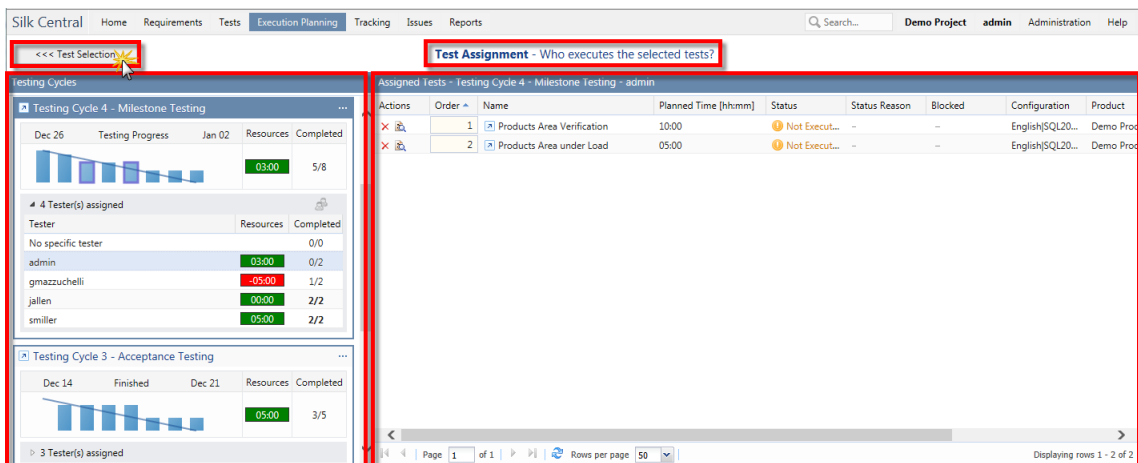 Silk Central Home Requirements Tests Execution Planning Tracking Issues Reports Search... Demo Project admin Administration Help
<<< Test Selection Test Assignment - Who executes the selected tests?
Testing Cycles
Testing Cycle 4 - Milestone Testing ...
Dec 26 Testing Progress Jan 02 Resources Completed
03:00 5/8
4 Tester(s) assigned
Tester Resources Completed
No specific tester 0/0
admin 03:00 0/2
gmazzuchelli -05:00 1/2
jallen 00:00 2/2
smiller 05:00 2/2
Testing Cycle 3 - Acceptance Testing ...
Dec 14 Finished Dec 21 Resources Completed
05:00 3/5
3 Tester(s) assigned
Assigned Tests - Testing Cycle 4 - Milestone Testing - admin
Actions Order Name Planned Time [hh:mm] Status Status Reason Blocked Configuration Product
1 Products Area Verification 10:00 Not Execut... - - English|SQL20... Demo Prod
2 Products Area under Load 05:00 Not Execut... - - English|SQL20... Demo Prod
Page 1 of 1 Rows per page 50 Displaying rows 1 - 2 of 2